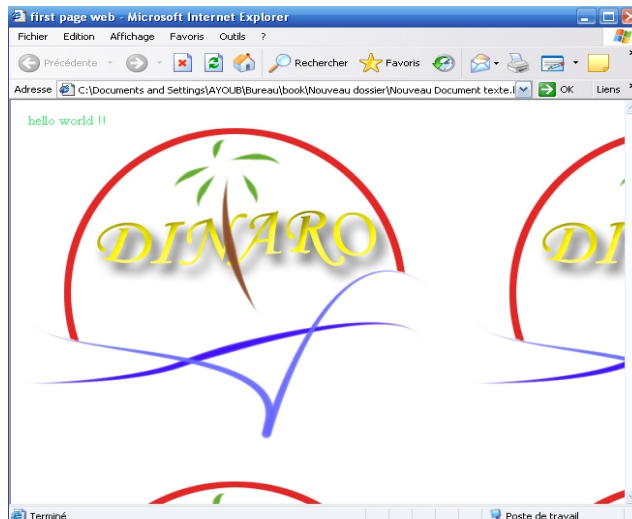 first page web - Microsoft Internet Explorer
Fichier Edition Affichage Favoris Outils ?
Précédente Rechercher Favoris
Adresse C:\Documents and Settings\AYOUB\Bureau\book\Nouveau dossier\Nouveau Document texte. OK Liens »
hello world !!
DINARO DI
Terminé Poste de travail